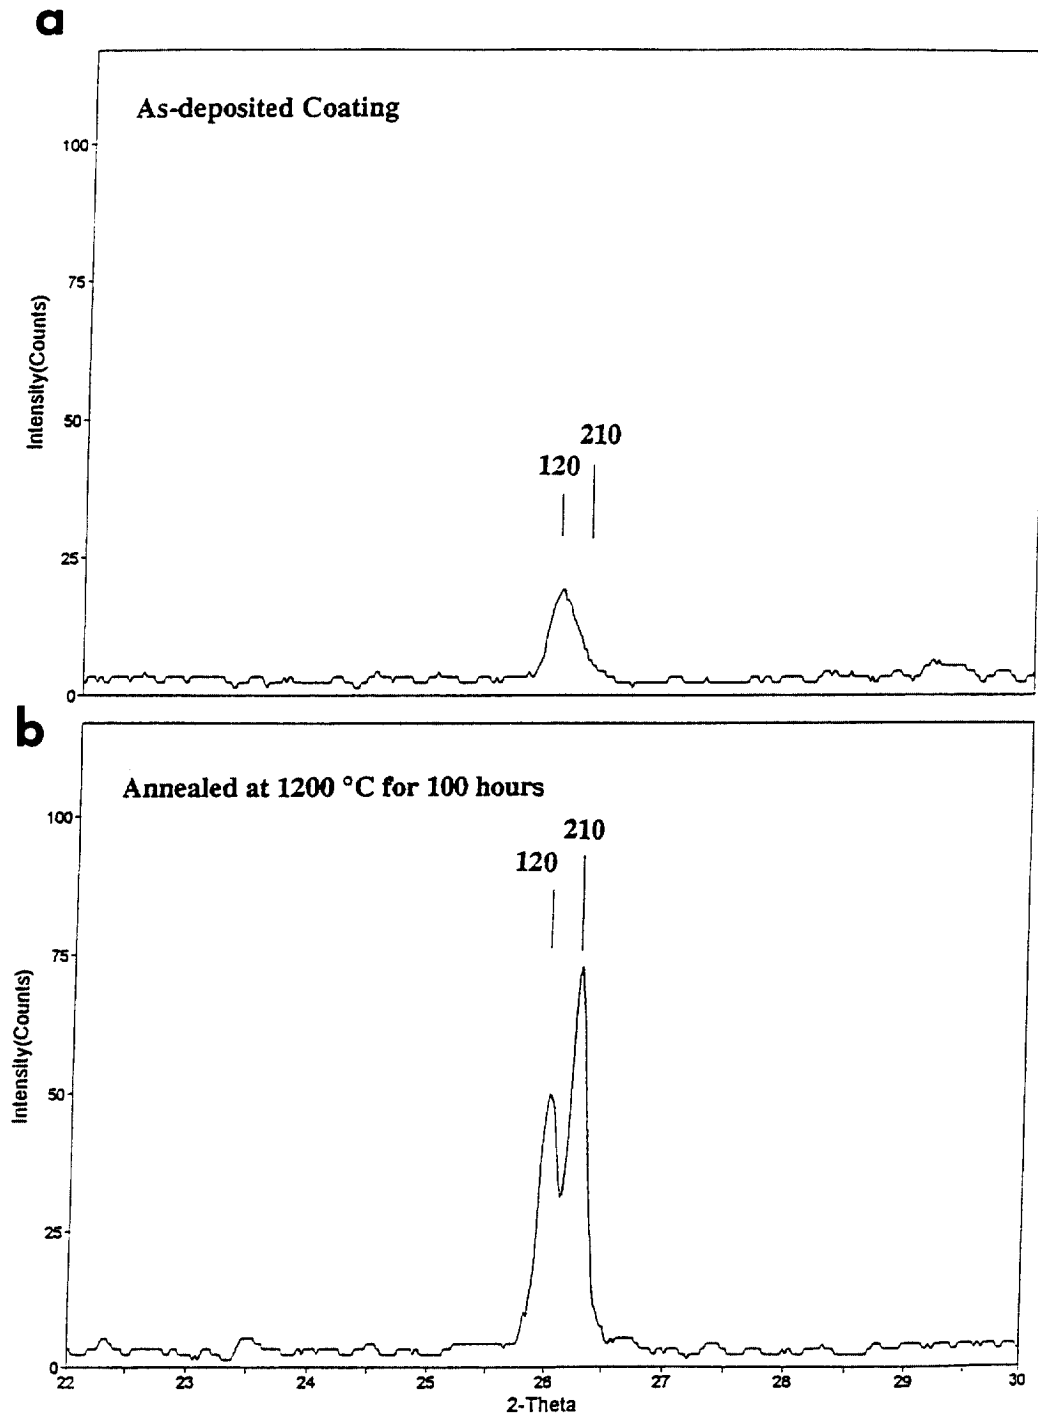 a
As-deposited Coating
100
75
50
25
0
Intensity(Counts)
210
120
b
Annealed at 1200 °C for 100 hours
210
120
100
75
50
25
0
Intensity(Counts)
22 23 24 25 26 27 28 29 30
2-Theta